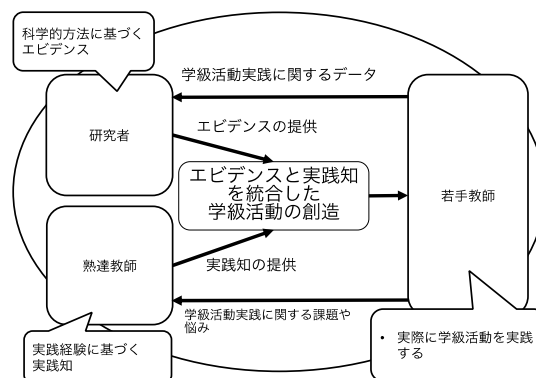 科学的方法に基づく
エビデンス
学級活動実践に関するデータ
研究者
エビデンスの提供
エビデンスと実践知
を統合した
学級活動の創造
若手教師
熟達教師
実践知の提供
学級活動実践に関する課題や
悩み
実践経験に基づく
実践知
• 実際に学級活動を実践
する